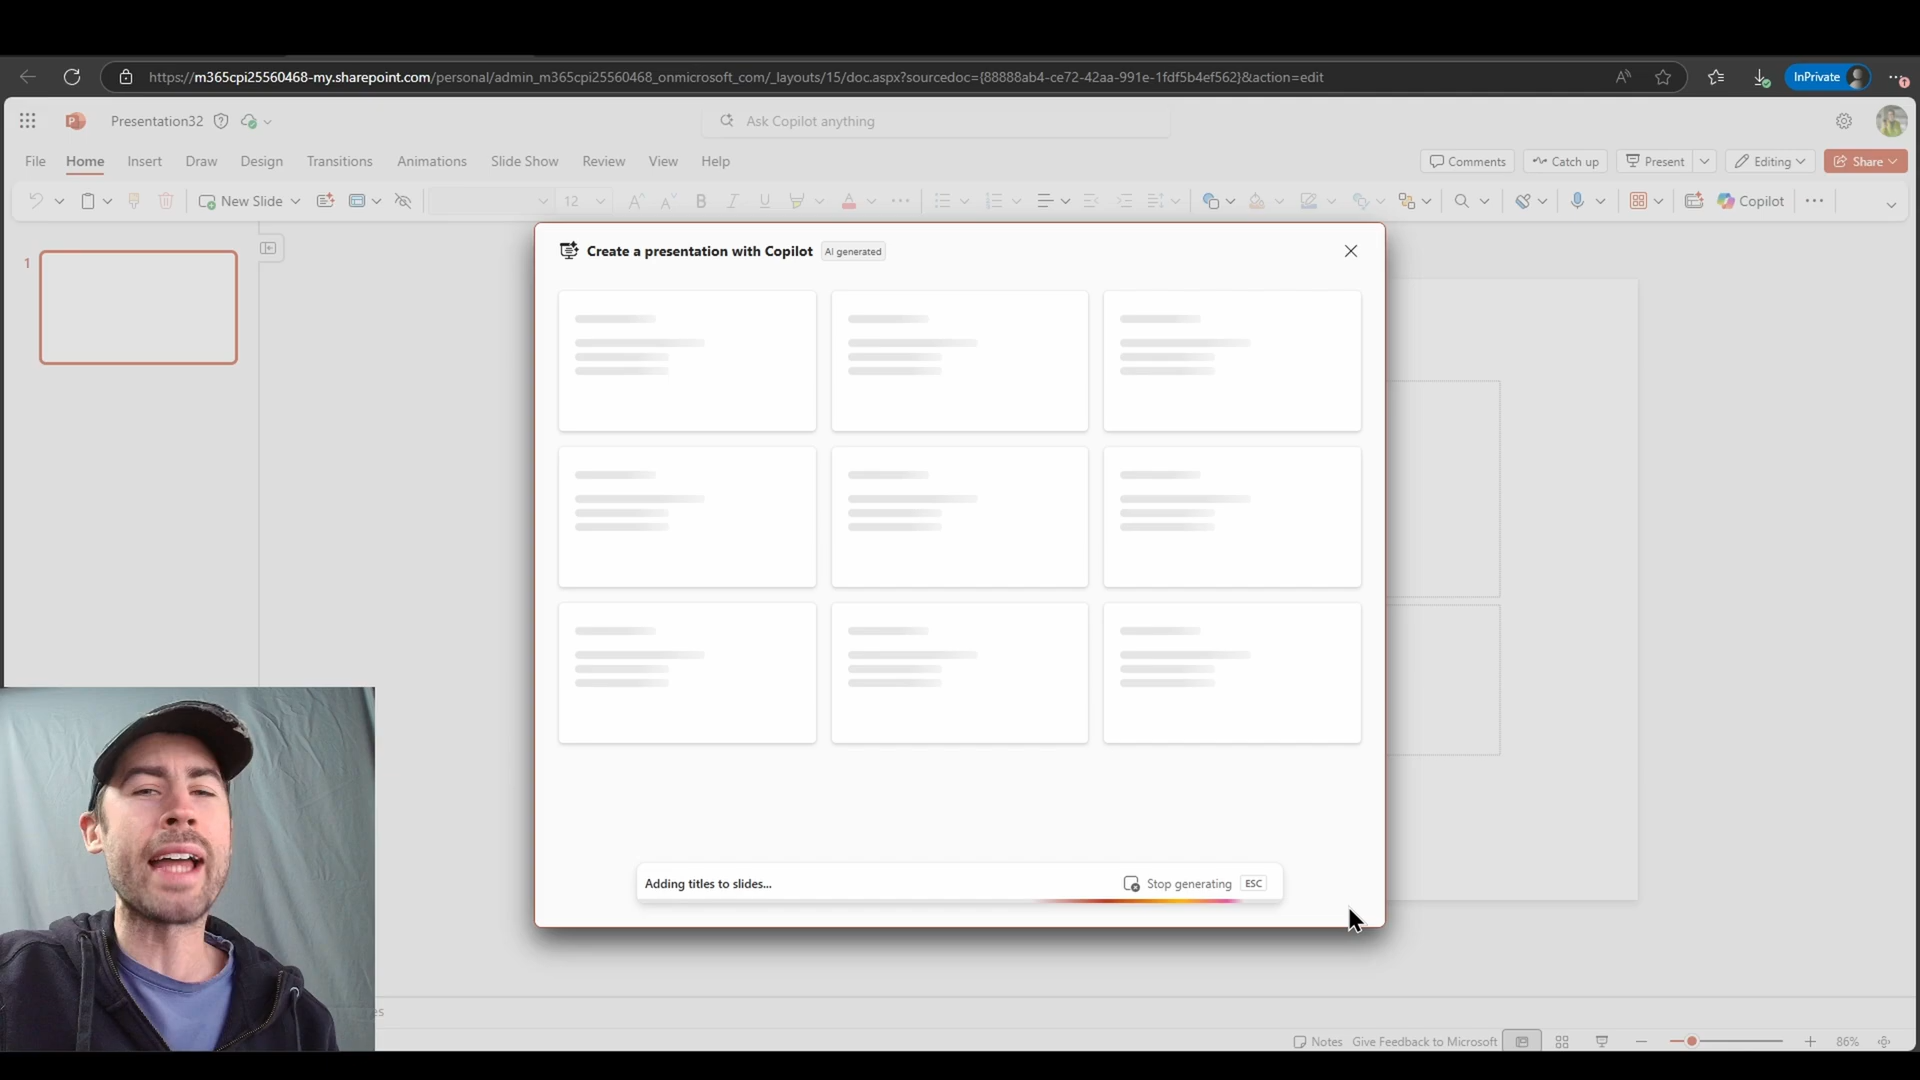 https://m365cpi25560468-my.sharepoint.com/personal/admin_m365cpi25560468_onmicrosoft_com/_layouts/15/doc.aspx?sourcedoc={88888ab4-ce72-42aa-991e-1fdf5b4ef562}&action=edit
InPrivate
Presentation32
Ask Copilot anything
File Home Insert Draw Design Transitions Animations Slide Show Review View Help
Comments Catch up Present Editing Share
New Slide 12 B I U A Copilot
1
Create a presentation with Copilot AI generated
Adding titles to slides... Stop generating ESC
es
Notes Give Feedback to Microsoft 86%